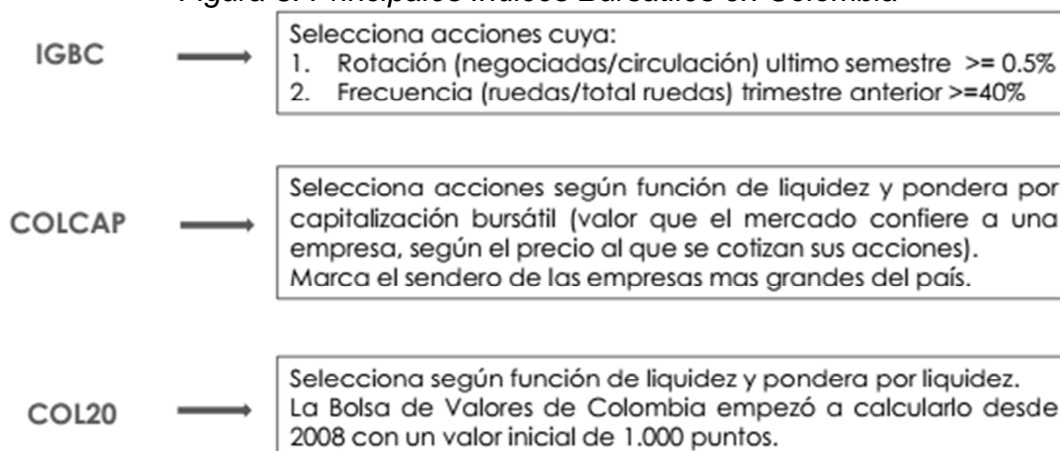 IGBC
Selecciona acciones cuya:
1. Rotación (negociadas/circulación) ultimo semestre >= 0.5%
2. Frecuencia (ruedas/total ruedas) trimestre anterior >=40%
COLCAP
Selecciona acciones según función de liquidez y pondera por
capitalización bursátil (valor que el mercado confiere a una
empresa, según el precio al que se cotizan sus acciones).
Marca el sendero de las empresas mas grandes del país.
COL20
Selecciona según función de liquidez y pondera por liquidez.
La Bolsa de Valores de Colombia empezó a calcularlo desde
2008 con un valor inicial de 1.000 puntos.